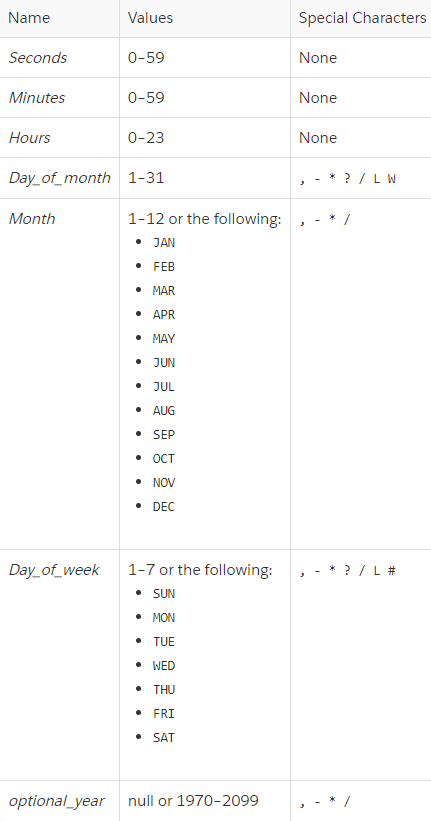 Name Values Special Characters
Seconds 0–59 None
Minutes 0–59 None
Hours 0–23 None
Day_of_month 1–31 , - * ? / L W
Month 1–12 or the following: , - * /
• JAN
• FEB
• MAR
• APR
• MAY
• JUN
• JUL
• AUG
• SEP
• OCT
• NOV
• DEC
Day_of_week 1–7 or the following: , - * ? / L #
• SUN
• MON
• TUE
• WED
• THU
• FRI
• SAT
optional_year null or 1970–2099 , - * /